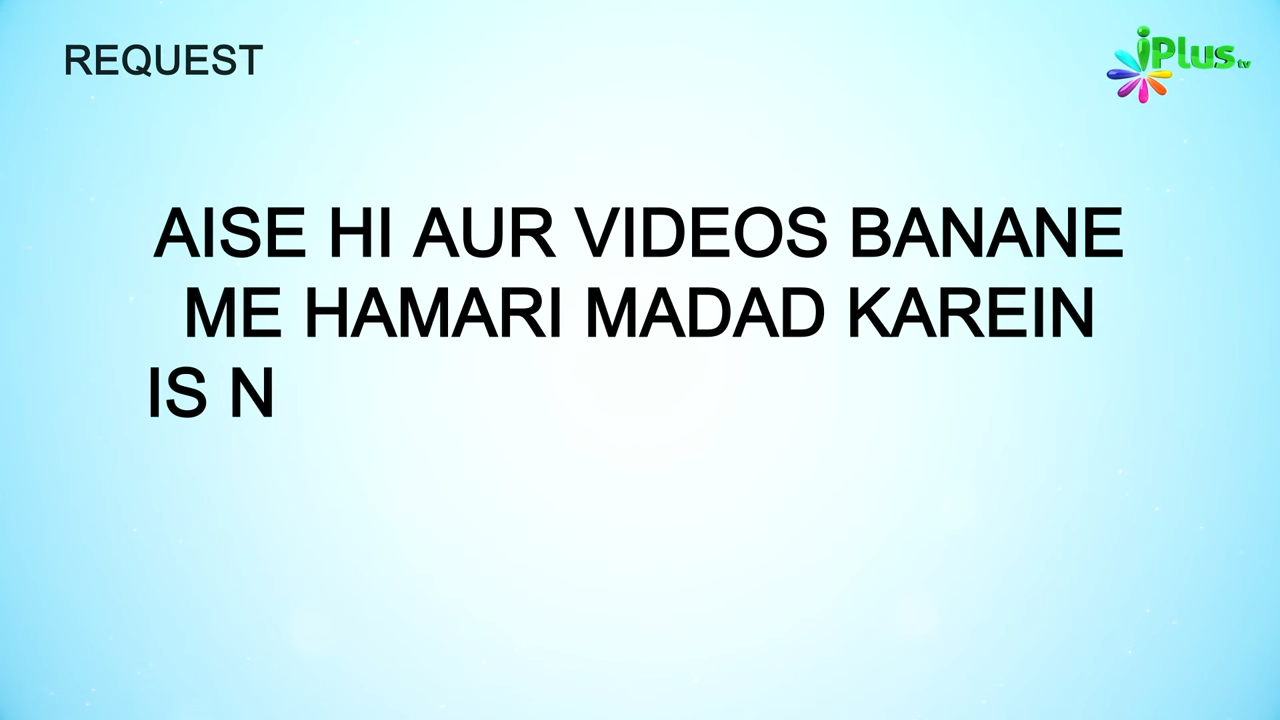 REQUEST
iPlus tv
AISE HI AUR VIDEOS BANANE
ME HAMARI MADAD KAREIN
IS N